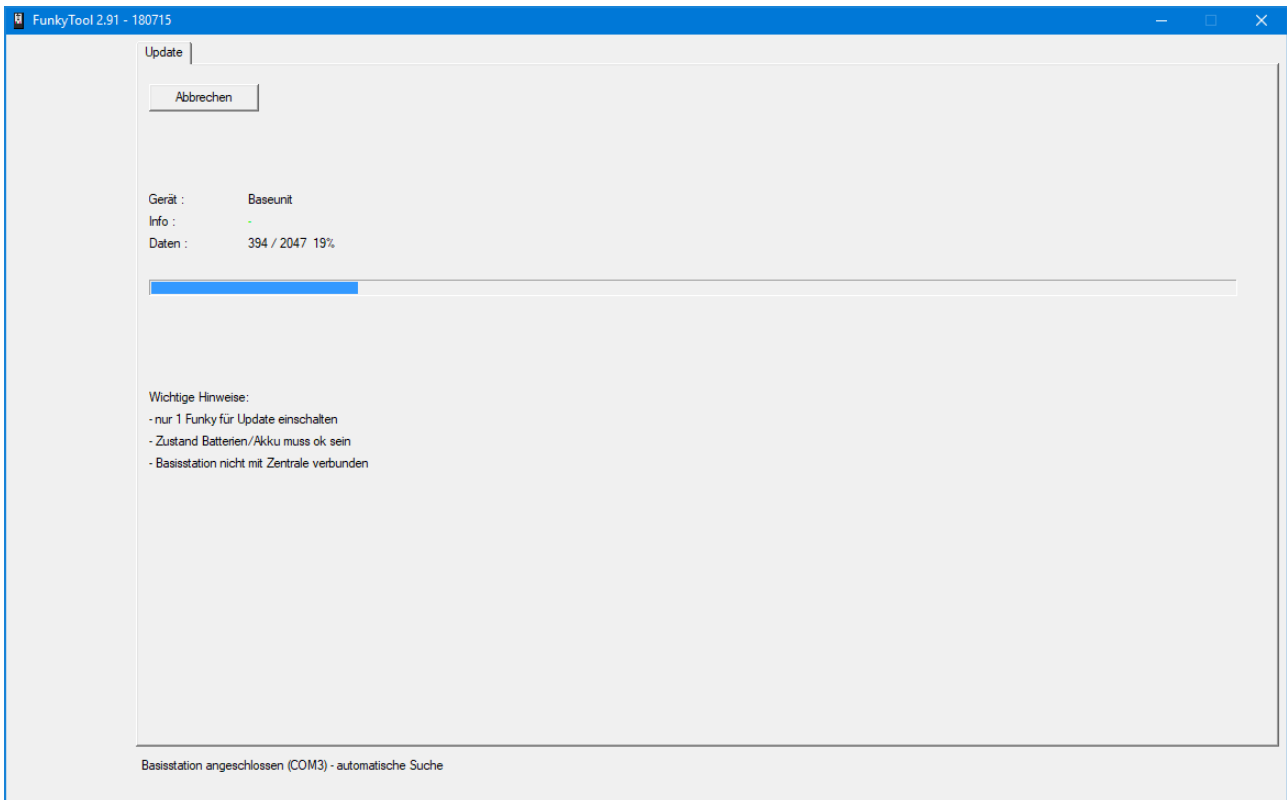 FunkyTool 2.91 - 180715
Update
Abbrechen
Gerät : Baseunit
Info : -
Daten : 394 / 2047 19%
Wichtige Hinweise:
- nur 1 Funky für Update einschalten
- Zustand Batterien/Akku muss ok sein
- Basisstation nicht mit Zentrale verbunden
Basisstation angeschlossen (COM3) - automatische Suche